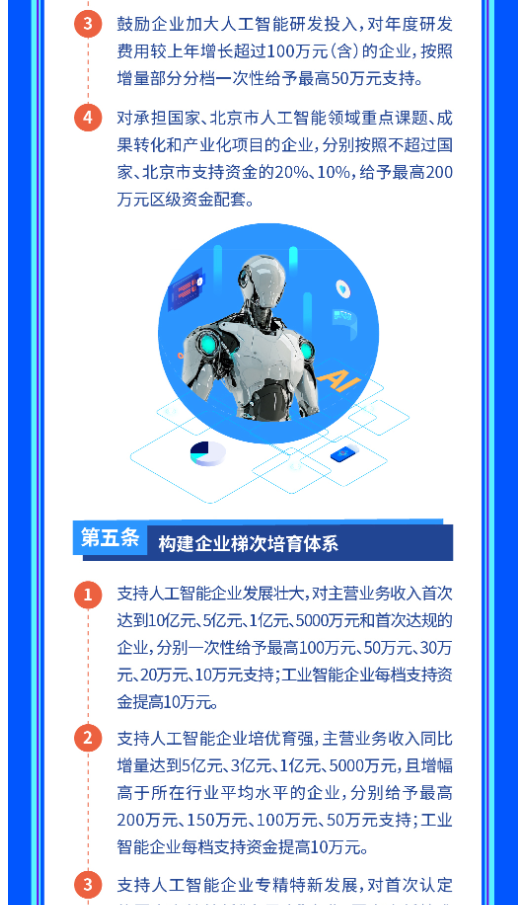 3 鼓励企业加大人工智能研发投入,对年度研发
费用较上年增长超过100万元(含)的企业,按照
增量部分分档一次性给予最高50万元支持。
4 对承担国家、北京市人工智能领域重点课题、成
果转化和产业化项目的企业,分别按照不超过国
家、北京市支持资金的20%、10%,给予最高200
万元区级资金配套。
AI
第五条 构建企业梯次培育体系
1 支持人工智能企业发展壮大,对主营业务收入首次
达到10亿元、5亿元、1亿元、5000万元和首次达规的
企业,分别一次性给予最高100万元、50万元、30万
元、20万元、10万元支持;工业智能企业每档支持资
金提高10万元。
2 支持人工智能企业培优育强,主营业务收入同比
增量达到5亿元、3亿元、1亿元、5000万元,且增幅
高于所在行业平均水平的企业,分别给予最高
200万元、150万元、100万元、50万元支持;工业
智能企业每档支持资金提高10万元。
3 支持人工智能企业专精特新发展,对首次认定